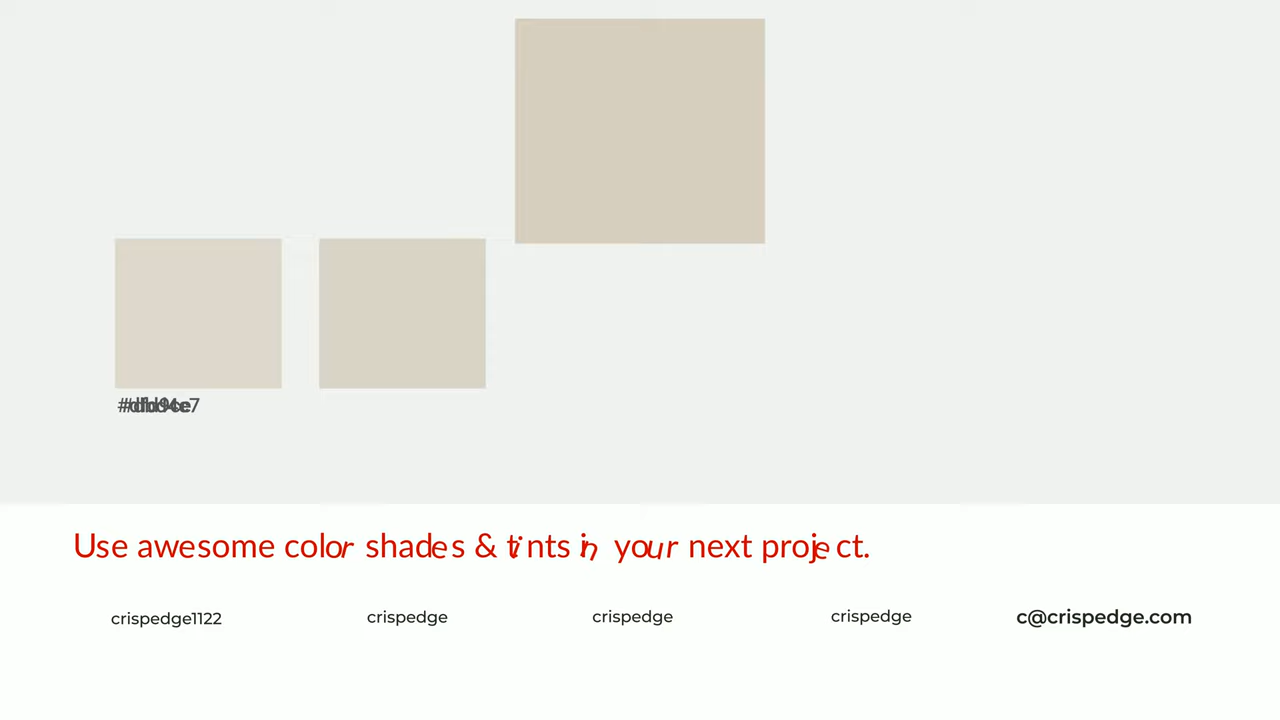 Use awesome color shades & tints in your next project.
crispedge1122 crispedge crispedge crispedge c@crispedge.com